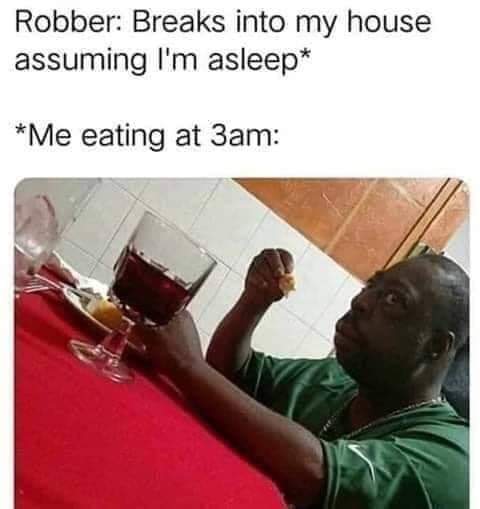 Robber: Breaks into my house
assuming I'm asleep*
*Me eating at 3am: